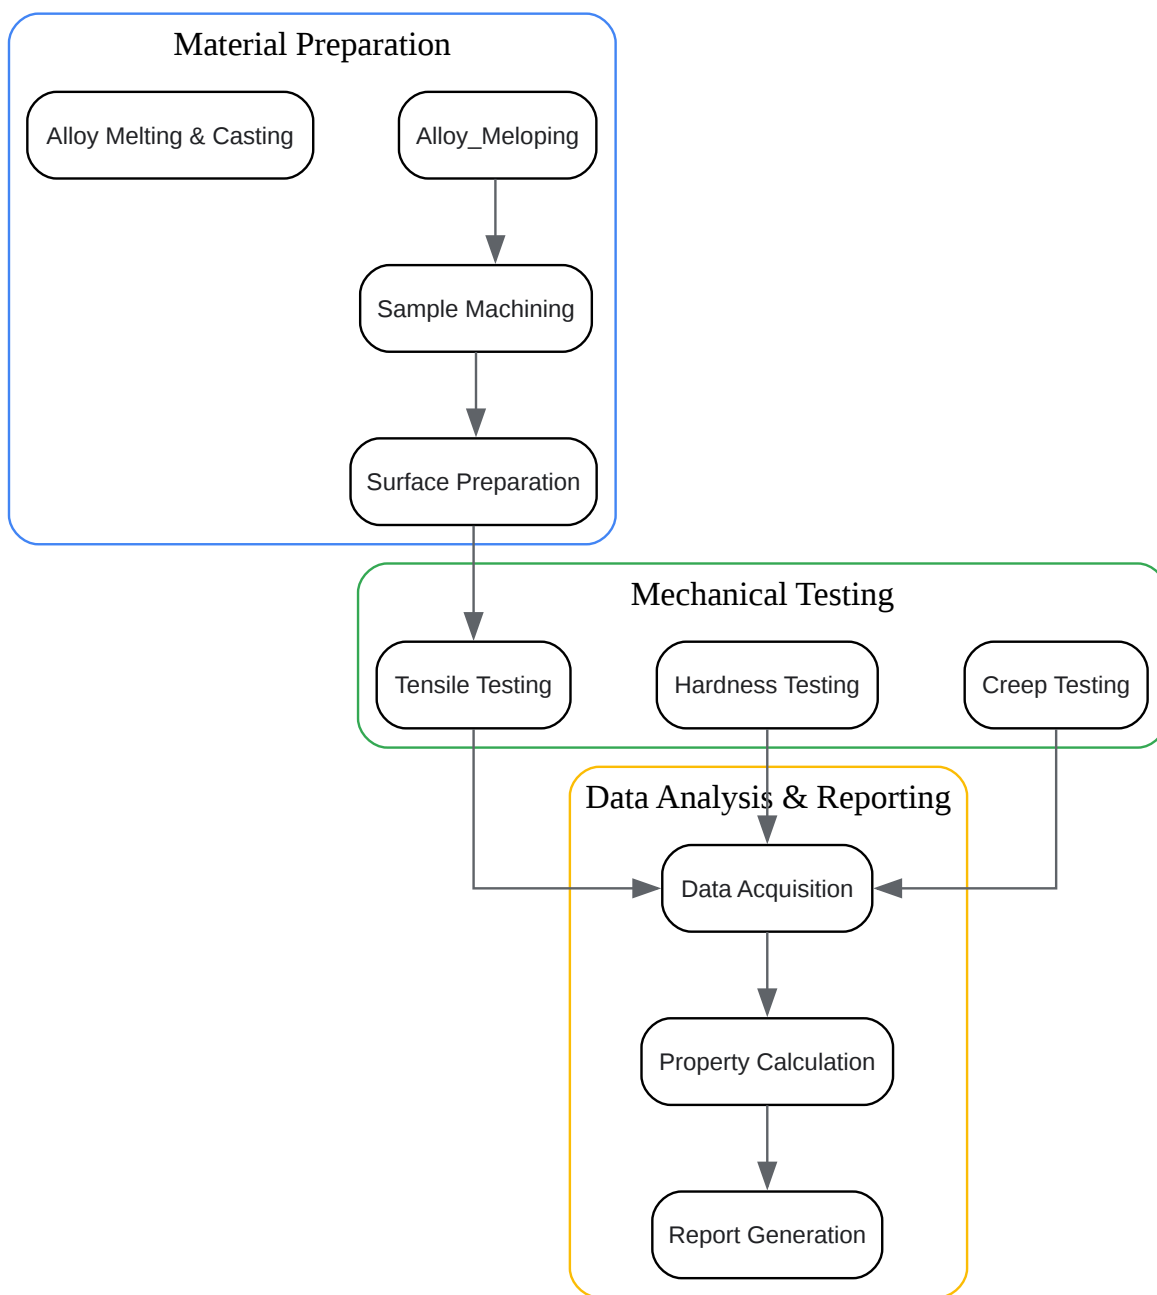 Material Preparation
Alloy Melting & Casting
Alloy_Meloping
Sample Machining
Surface Preparation
Mechanical Testing
Tensile Testing
Hardness Testing
Creep Testing
Data Analysis & Reporting
Data Acquisition
Property Calculation
Report Generation